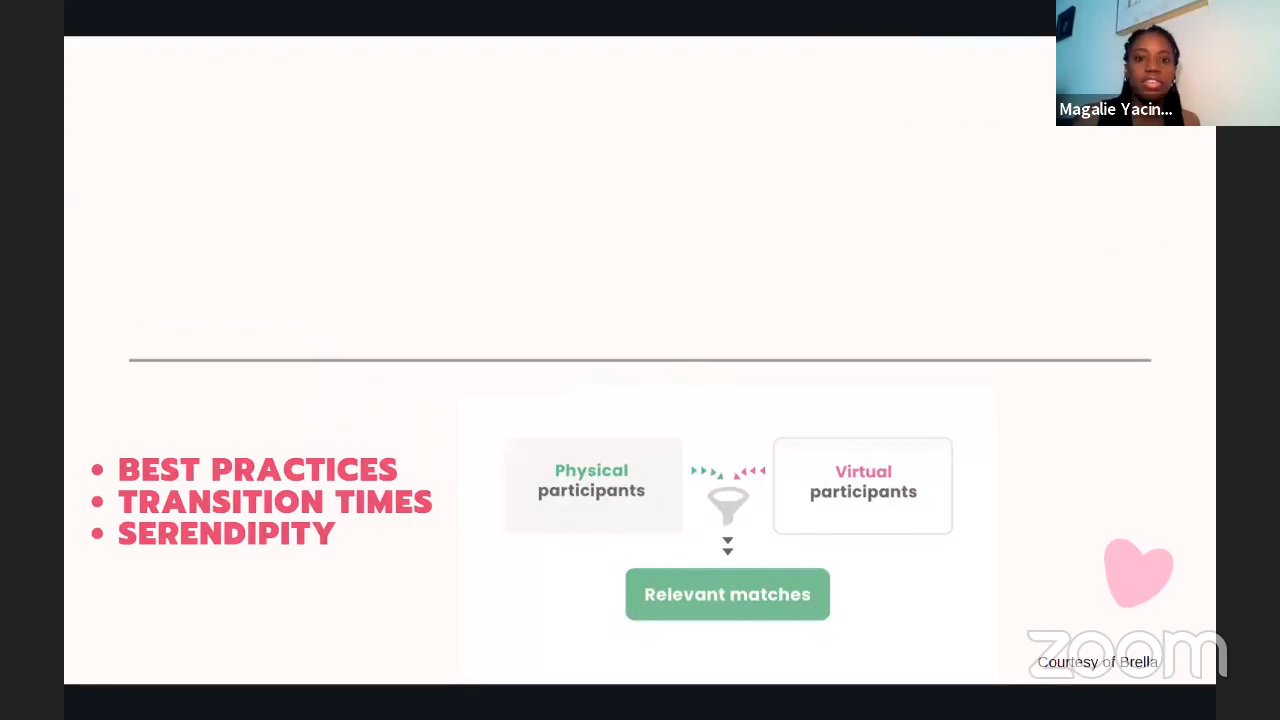 Magalie Yacin...
• BEST PRACTICES
• TRANSITION TIMES
• SERENDIPITY
Physical
participants
Virtual
participants
Relevant matches
Courtesy of Brella
zoom